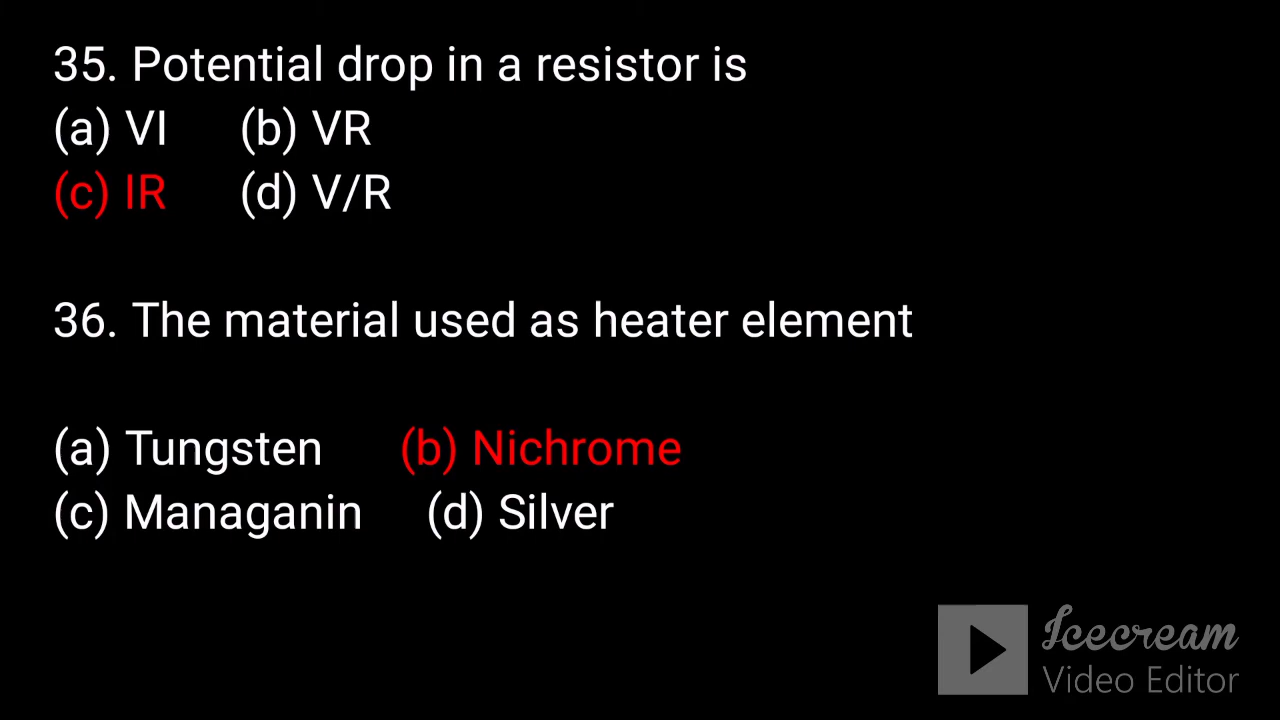 35. Potential drop in a resistor is
(a) VI (b) VR
(c) IR (d) V/R
36. The material used as heater element
(a) Tungsten (b) Nichrome
(c) Managanin (d) Silver
Icecream
Video Editor